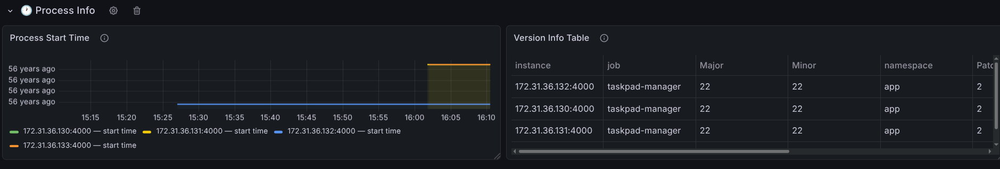 Process Info
Process Start Time
56 years ago
56 years ago
56 years ago
56 years ago
15:15 15:20 15:25 15:30 15:35 15:40 15:45 15:50 15:55 16:00 16:05 16:10
172.31.36.130:4000 — start time 172.31.36.131:4000 — start time 172.31.36.132:4000 — start time
172.31.36.133:4000 — start time
Version Info Table
instance job Major Minor namespace Patc
172.31.36.132:4000 taskpad-manager 22 22 app 2
172.31.36.130:4000 taskpad-manager 22 22 app 2
172.31.36.131:4000 taskpad-manager 22 22 app 2